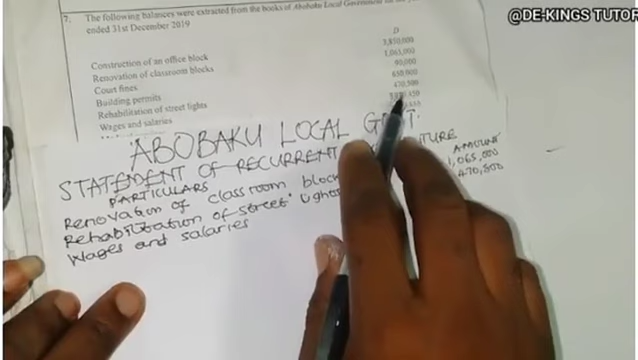 @DE-KINGS TUTOR
7. The following balances were extracted from the books of Abobaku Local Government for the
ended 31st December 2019
D
Construction of an office block 3,850,000
Renovation of classroom blocks 1,065,000
Court fines 90,000
Building permits 650,000
Rehabilitation of street lights 470,500
Wages and salaries
ABOBAKU LOCAL GOVT.
STATEMENT OF RECURRENT
PARTICULARS AMOUNT
Renovation of classroom block 1,065,000
Rehabilitation of street lights 470,500
Wages and salaries